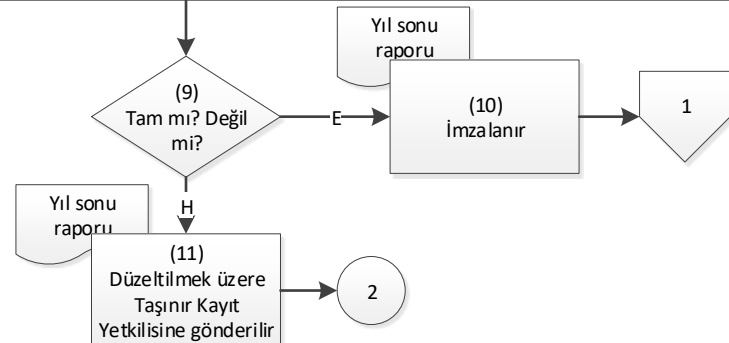 Yıl sonu
raporu
(9)
Tam mı? Değil
mi?
E
(10)
İmzalanır
1
H
Yıl sonu
raporu
(11)
Düzeltilmek üzere
Taşınır Kayıt
Yetkilisine gönderilir
2